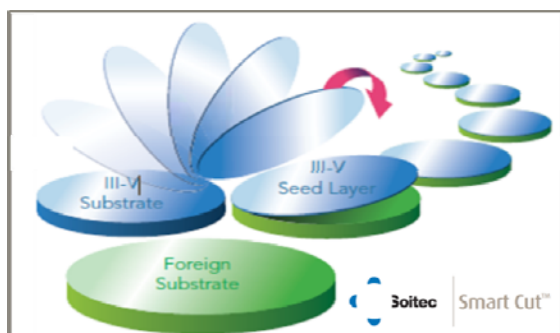 III-V
Substrate
III-V
Seed Layer
Foreign
Substrate
Soitec
Smart Cut™